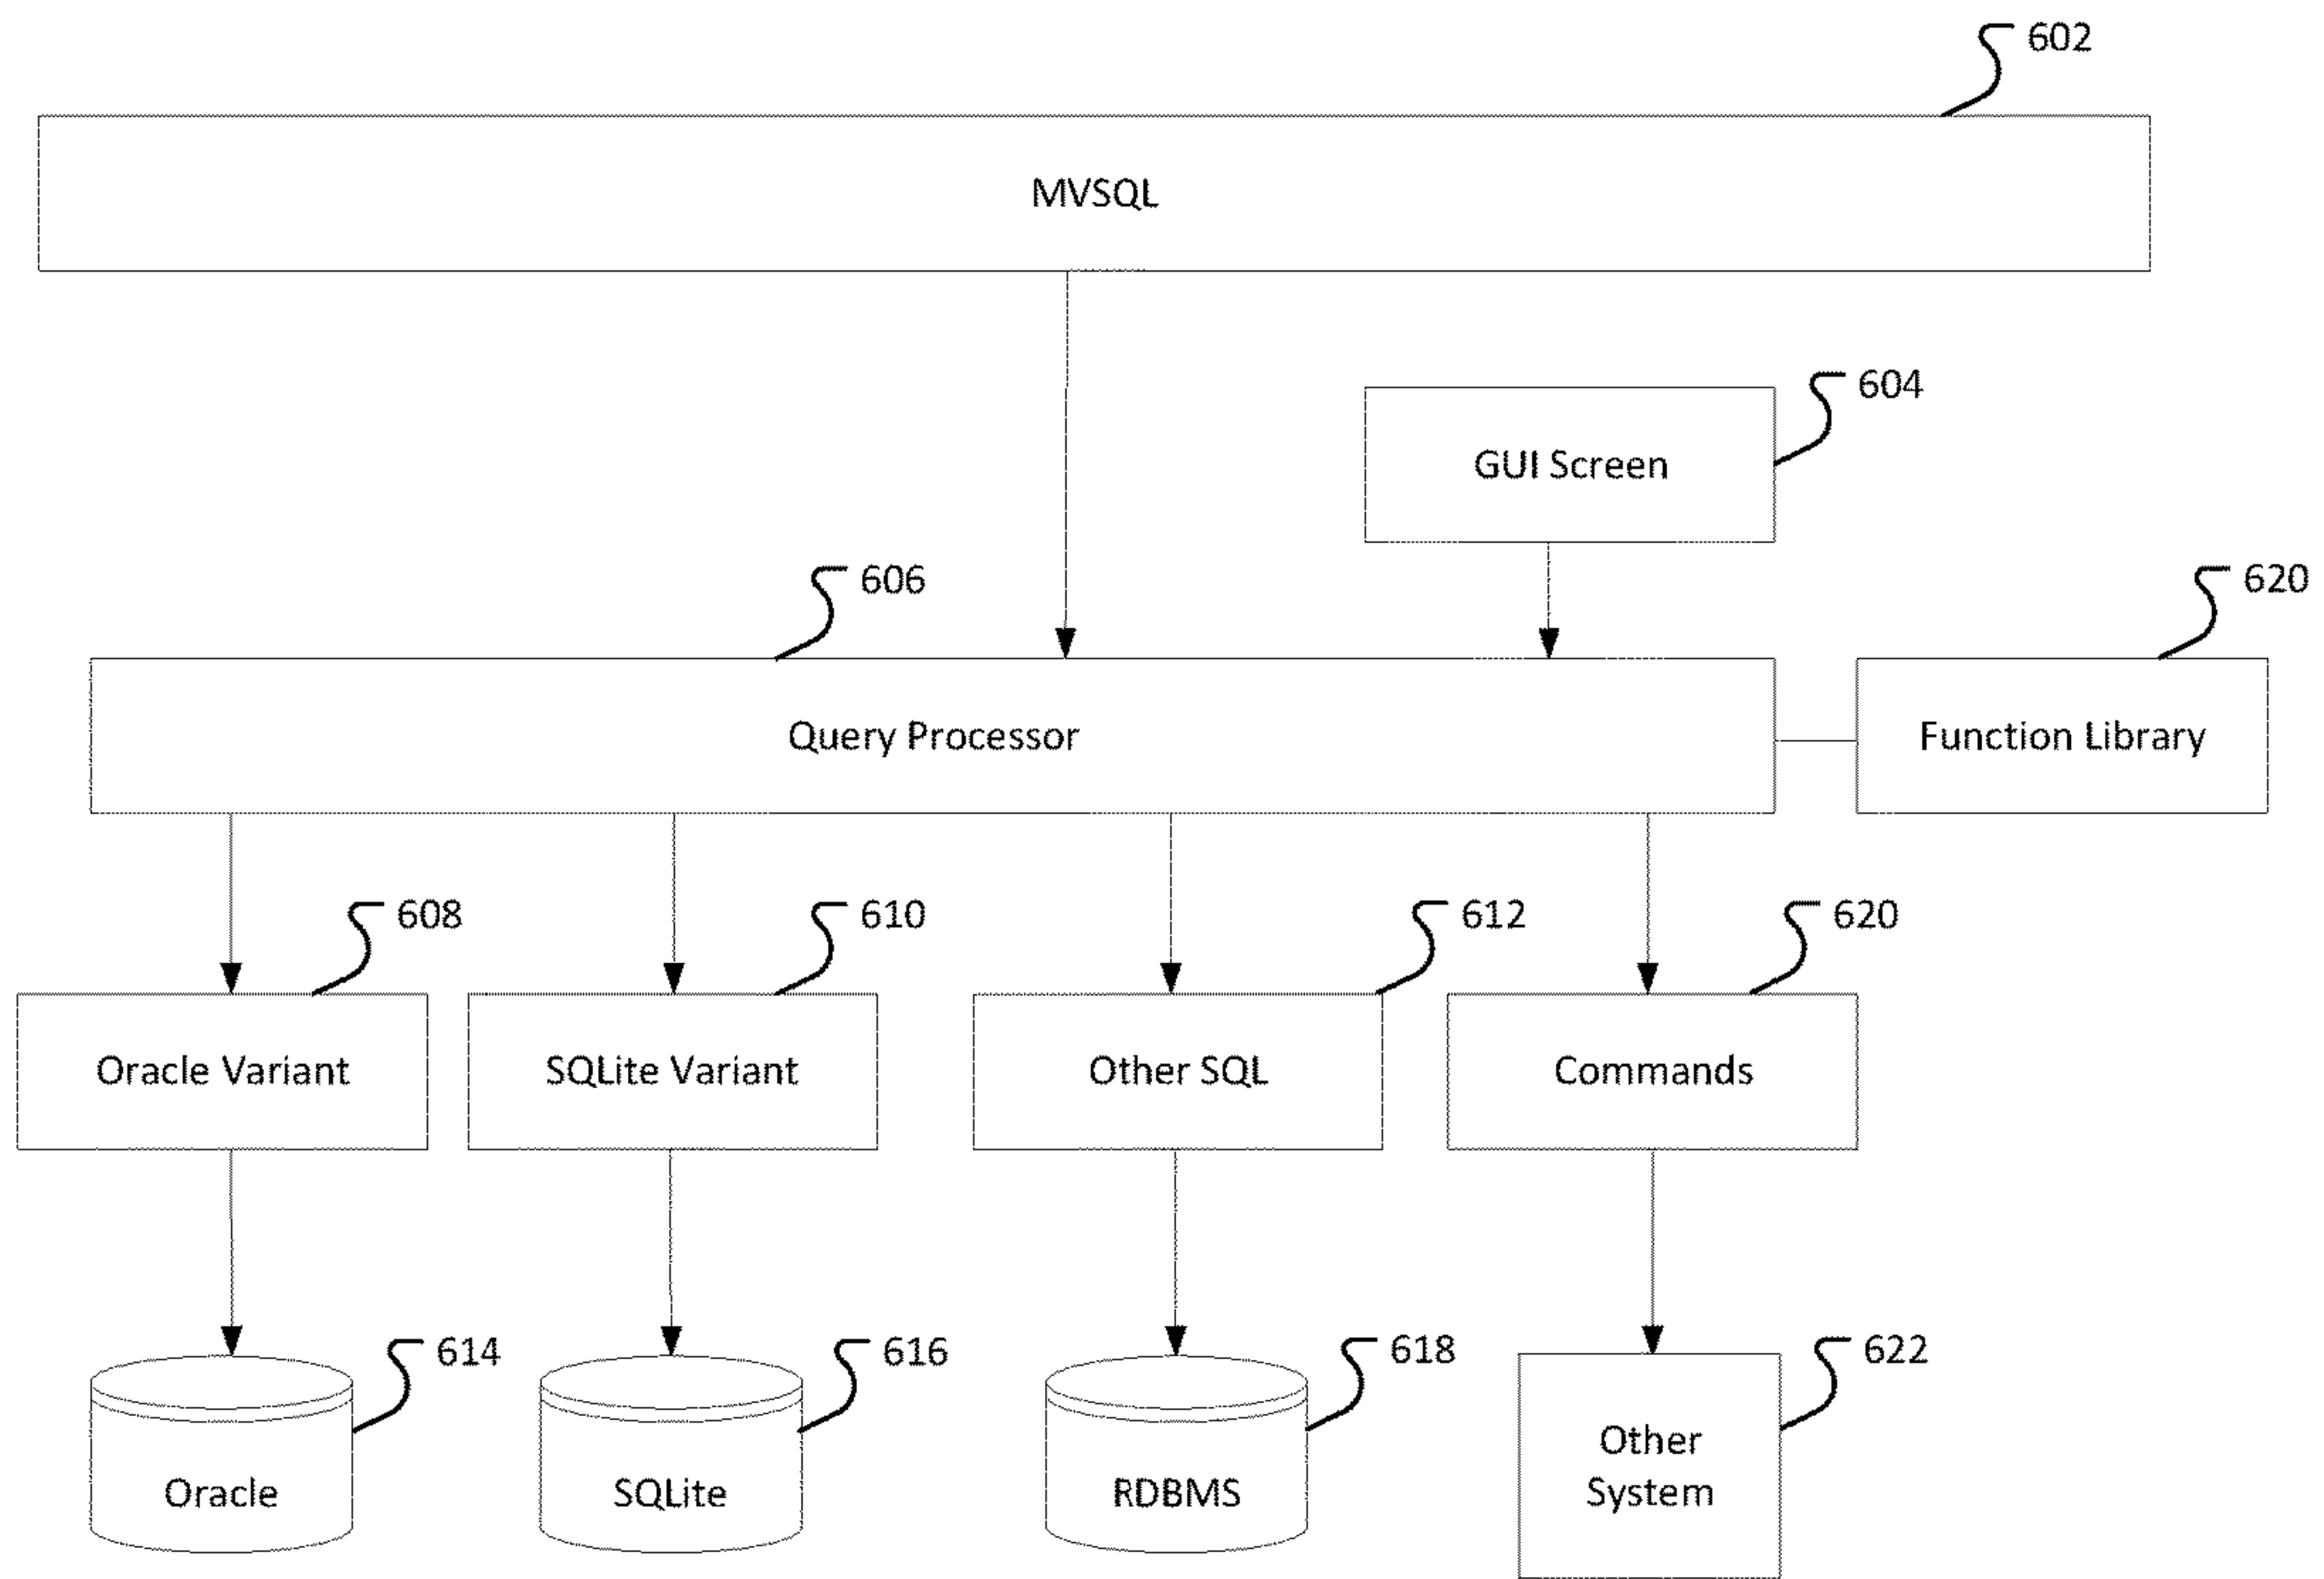 602
MVSQL
604
GUI Screen
606
620
Query Processor
Function Library
608
610
612
620
Oracle Variant
SQLite Variant
Other SQL
Commands
614
616
618
622
Oracle
SQLite
RDBMS
Other
System